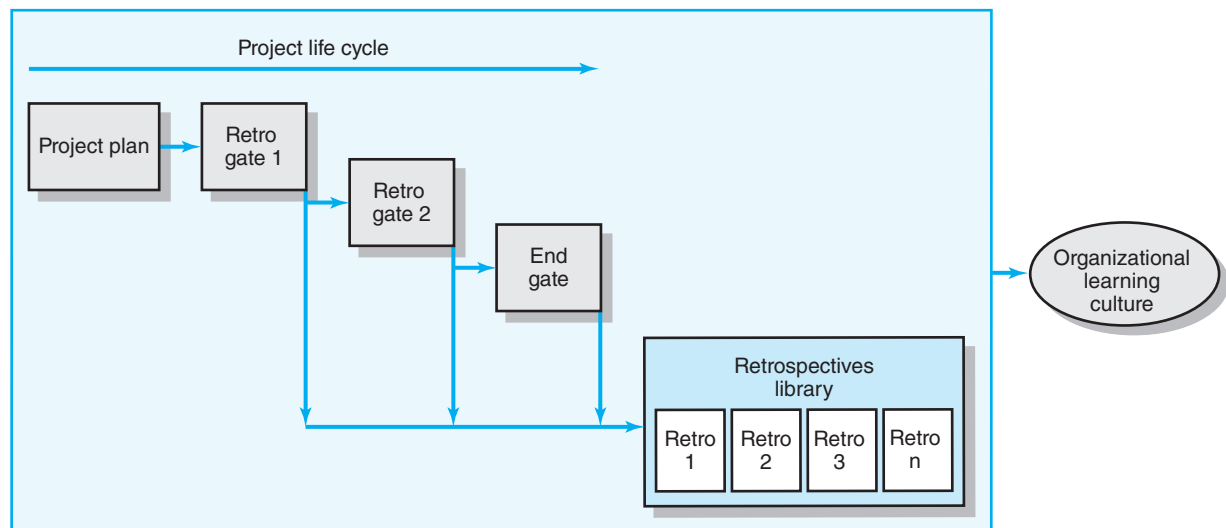 Project life cycle
Project plan
Retro
gate 1
Retro
gate 2
End
gate
Organizational
learning
culture
Retrospectives
library
Retro
1
Retro
2
Retro
3
Retro
n